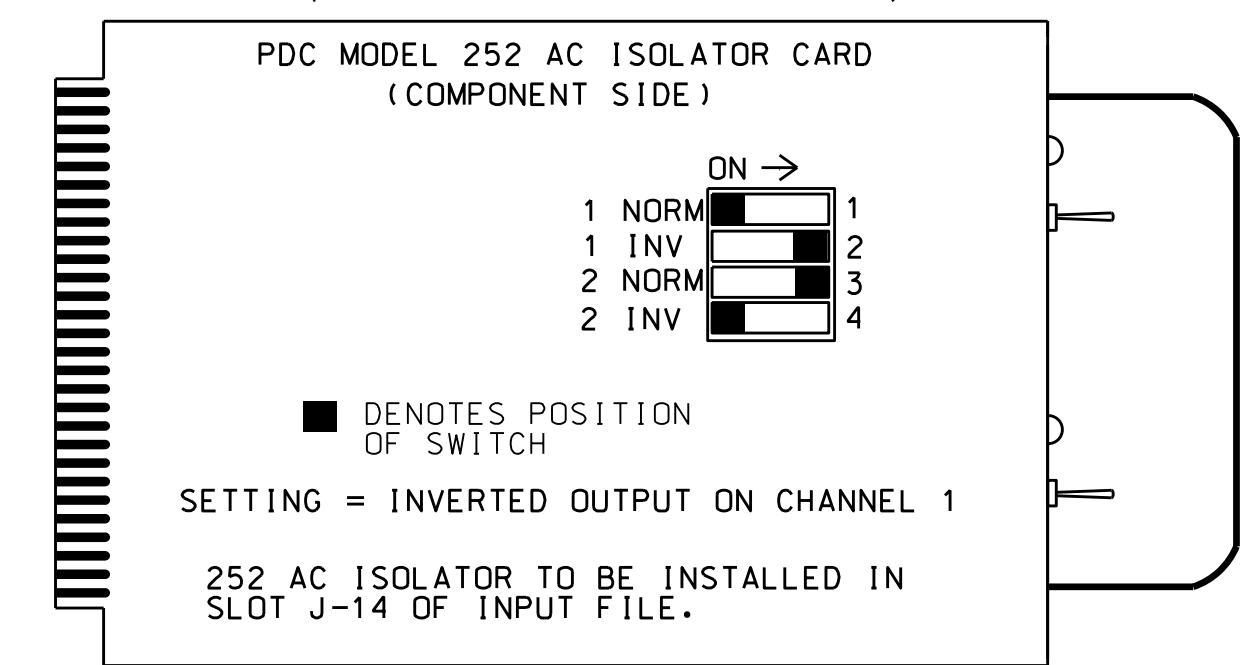 PDC MODEL 252 AC ISOLATOR CARD
(COMPONENT SIDE)
ON →
1 NORM 1
1 INV 2
2 NORM 3
2 INV 4
DENOTES POSITION
OF SWITCH
SETTING = INVERTED OUTPUT ON CHANNEL 1
252 AC ISOLATOR TO BE INSTALLED IN
SLOT J-14 OF INPUT FILE.